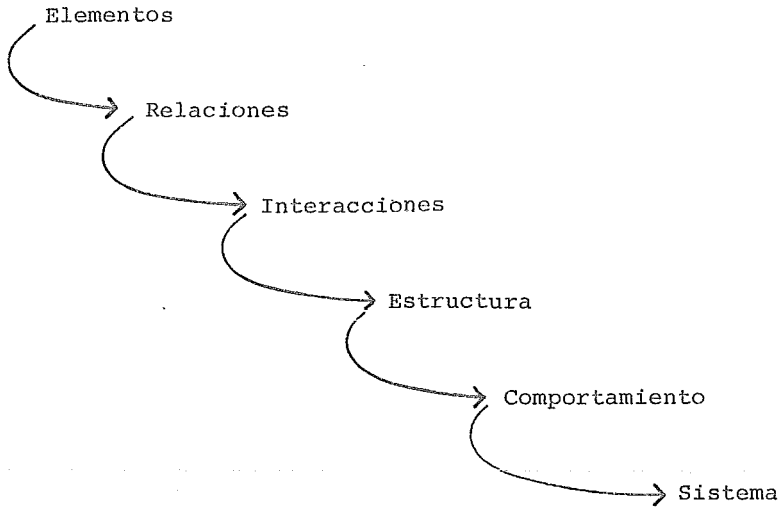 Elementos
Relaciones
Interacciones
Estructura
Comportamiento
Sistema